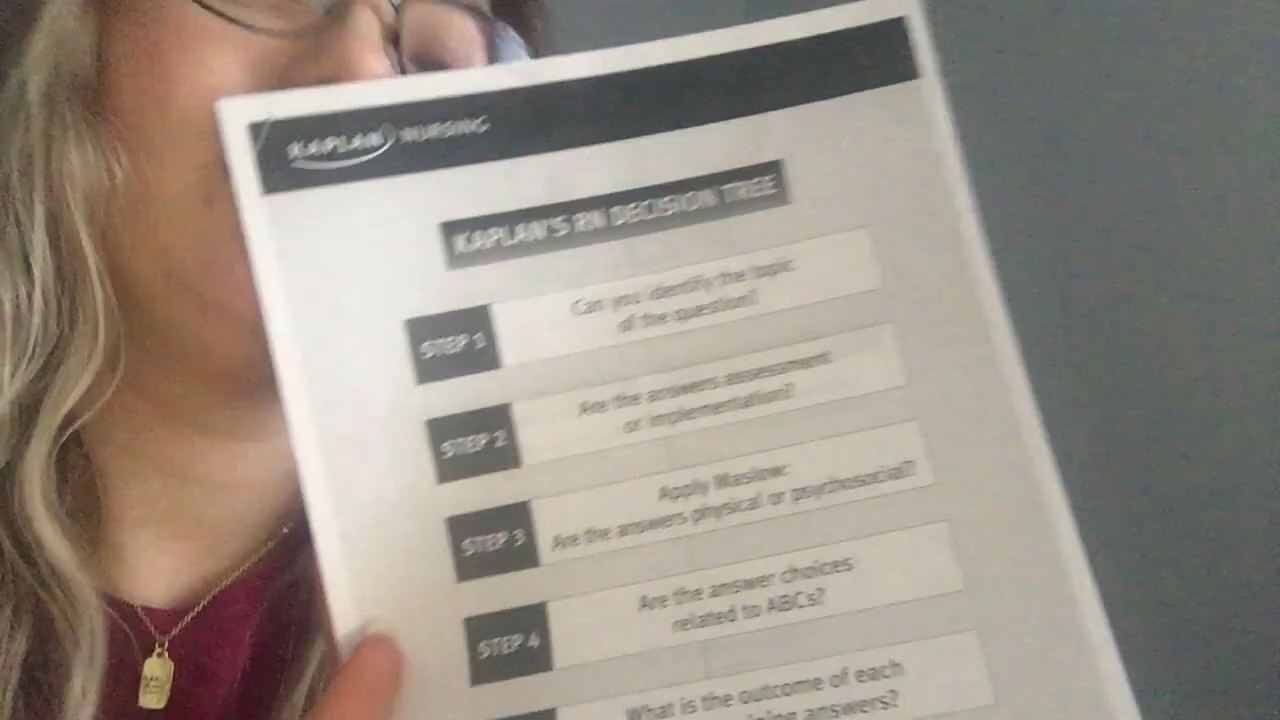 KAPLAN NURSING
KAPLAN'S RN DECISION TREE
STEP 1
Can you identify the topic
of the question?
STEP 2
Are the answers assessment
or implementation?
STEP 3
Apply Maslow:
Are the answers physical or psychosocial?
STEP 4
Are the answer choices
related to ABCs?
What is the outcome of each
answers?